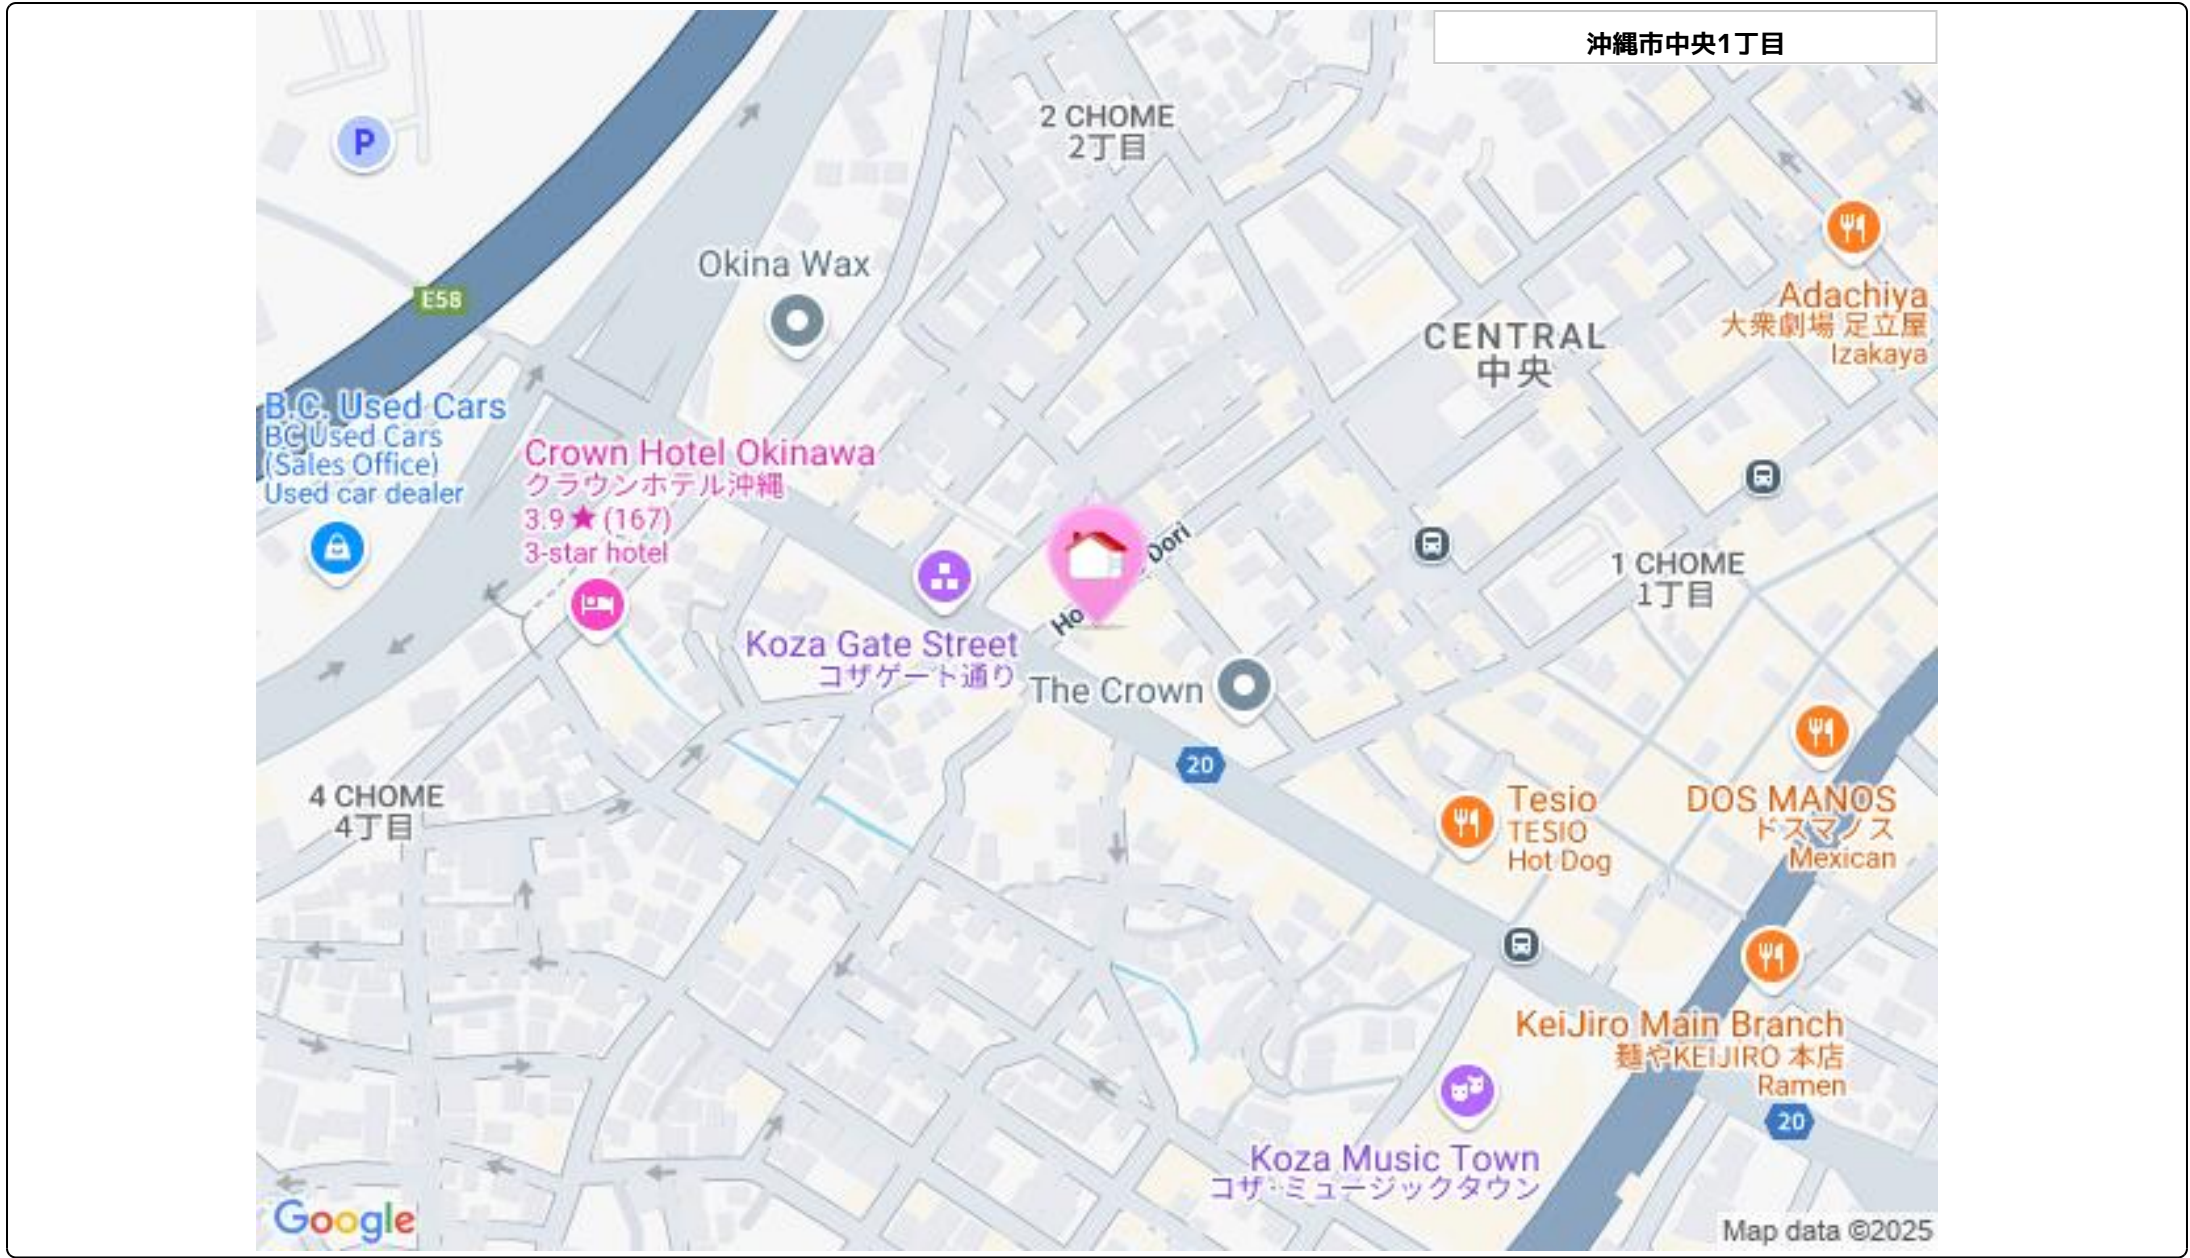 沖縄市中央1丁目
2 CHOME
2丁目
P
Okina Wax
Adachiya
大衆劇場 足立屋
Izakaya
E58
CENTRAL
中央
B.C. Used Cars
BC Used Cars
(Sales Office)
Used car dealer
Crown Hotel Okinawa
クラウンホテル沖縄
3.9★(167)
3-star hotel
Dori
1 CHOME
1丁目
Koza Gate Street
コザゲート通り
The Crown
20
4 CHOME
4丁目
Tesio
TESIO
Hot Dog
DOS MANOS
ドスマノス
Mexican
KeiJiro Main Branch
麺やKEIJIRO 本店
Ramen
20
Koza Music Town
コザ・ミュージックタウン
Google
Map data ©2025